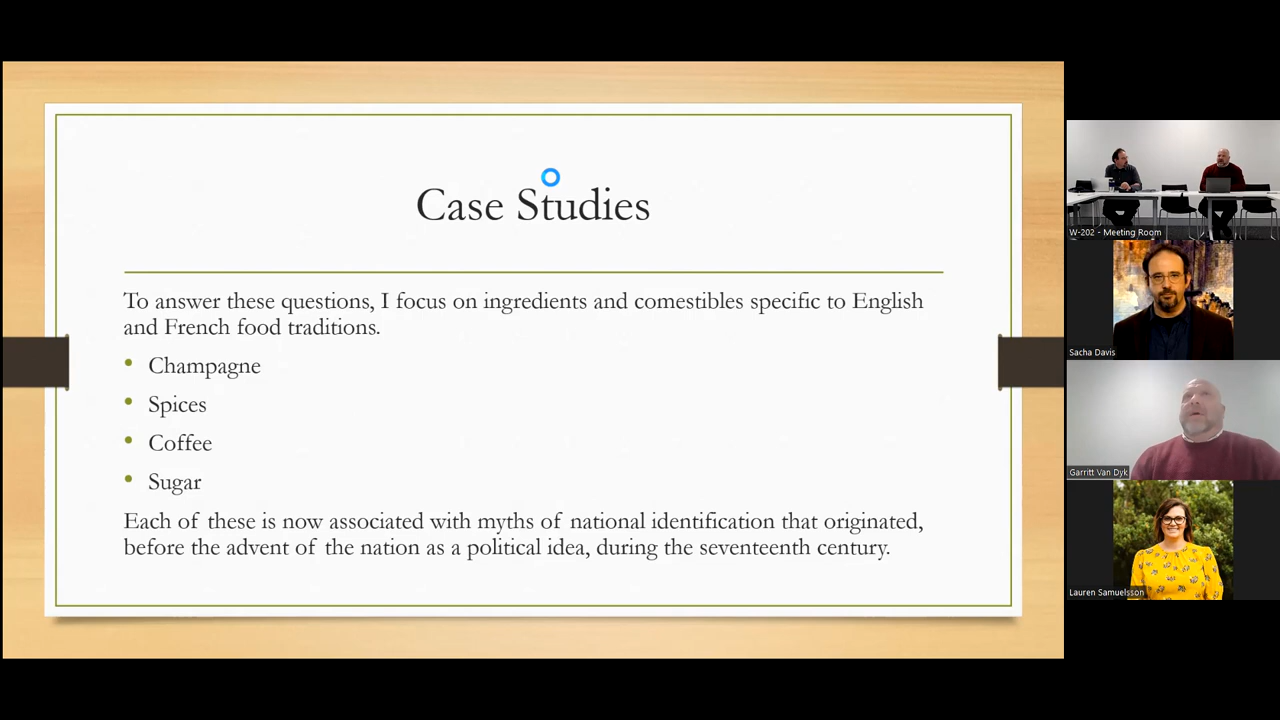 Case Studies
To answer these questions, I focus on ingredients and comestibles specific to English
and French food traditions.
• Champagne
• Spices
• Coffee
• Sugar
Each of these is now associated with myths of national identification that originated,
before the advent of the nation as a political idea, during the seventeenth century.
W-202 - Meeting Room
Sacha Davis
Garritt Van Dyk
Lauren Samuelsson